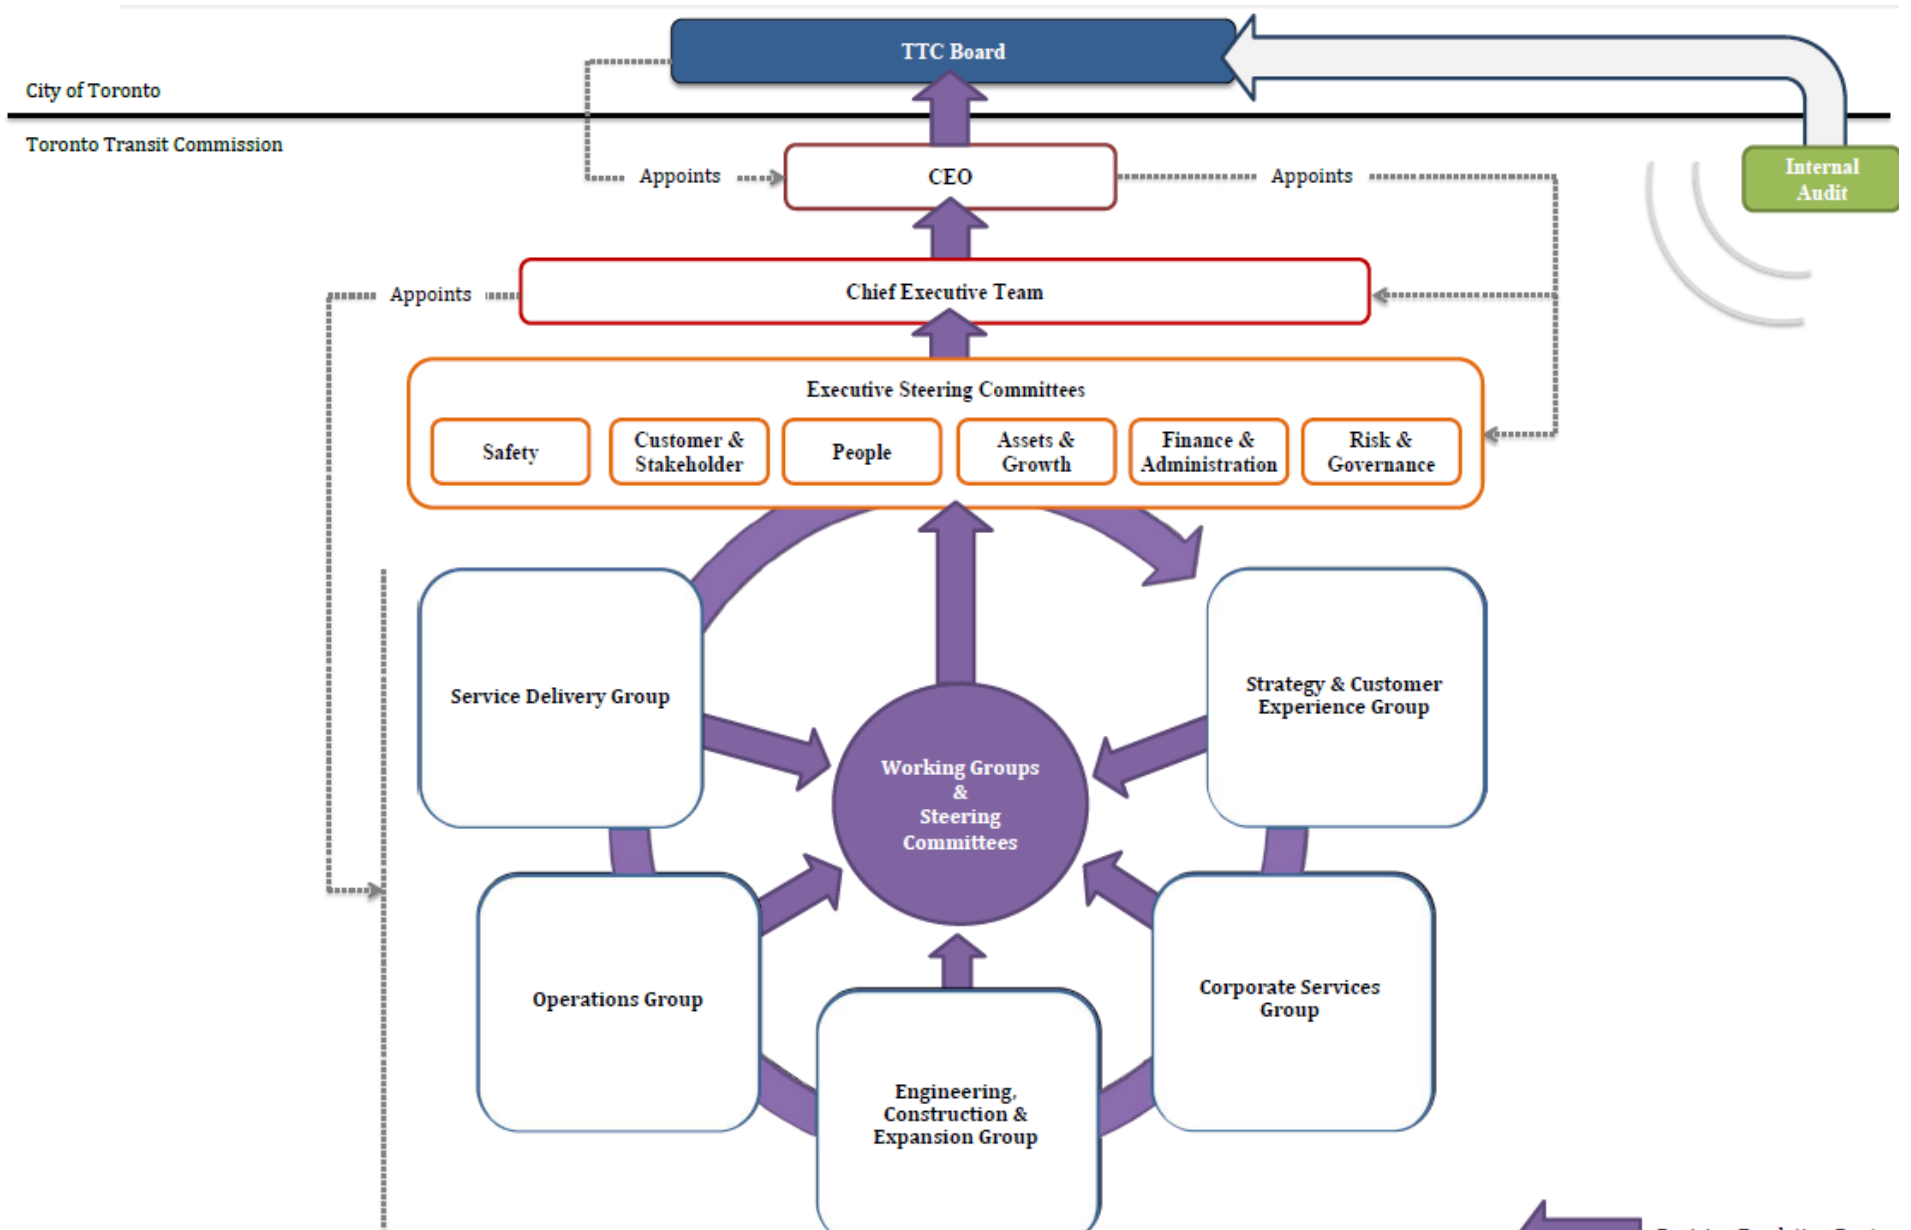 TTC Board
City of Toronto
Toronto Transit Commission
Appoints
CEO
Appoints
Internal
Audit
Appoints
Chief Executive Team
Executive Steering Committees
Safety
Customer &
Stakeholder
People
Assets &
Growth
Finance &
Administration
Risk &
Governance
Service Delivery Group
Strategy & Customer
Experience Group
Working Groups
&
Steering
Committees
Operations Group
Corporate Services
Group
Engineering,
Construction &
Expansion Group